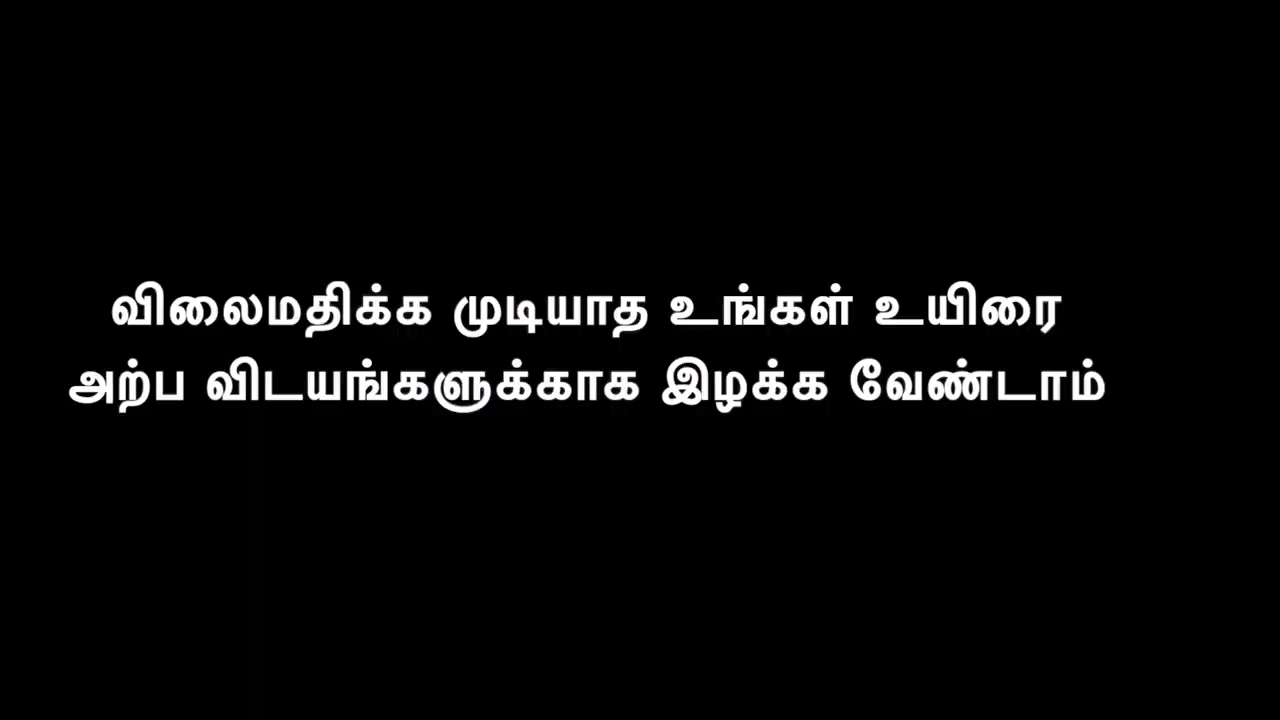 விலைமதிக்க முடியாத உங்கள் உயிரை
அற்ப விடயங்களுக்காக இழக்க வேண்டாம்